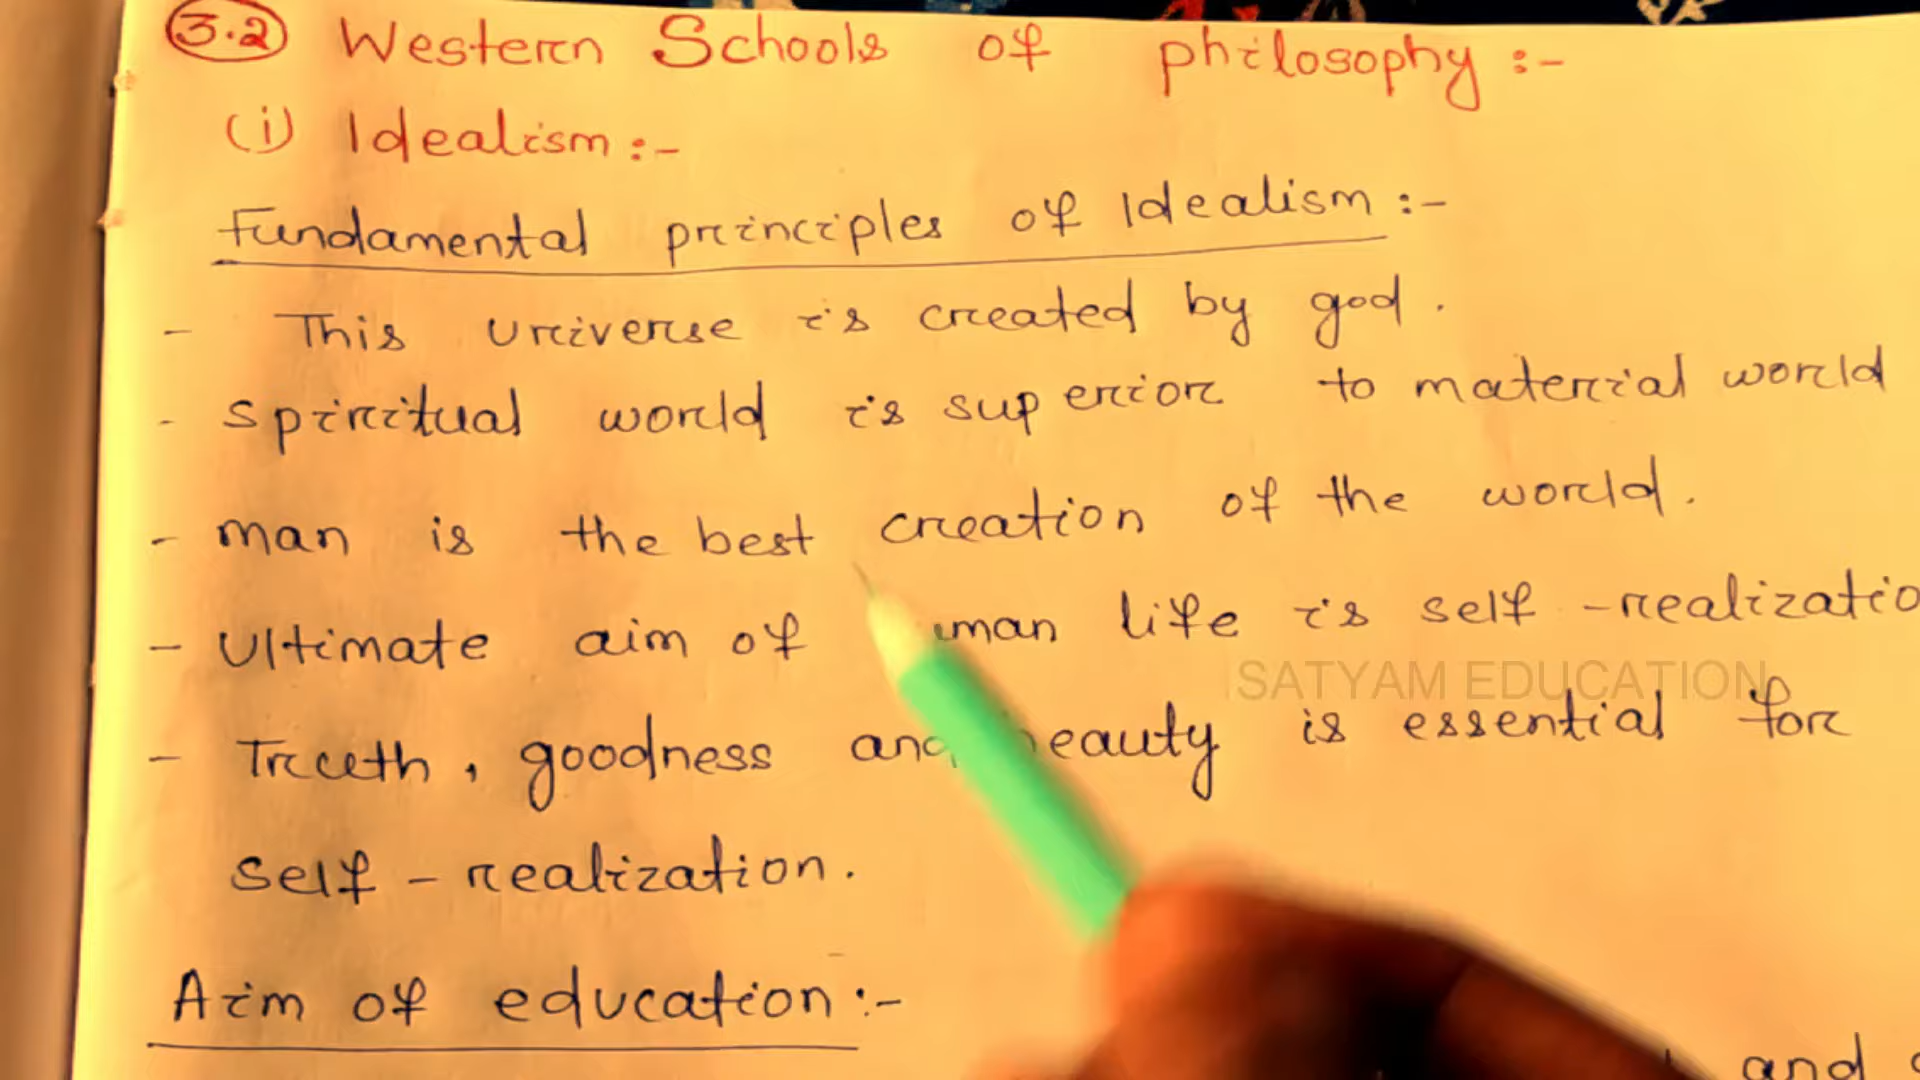 3.2 Western Schools of philosophy :-
(i) Idealism :-
Fundamental principles of Idealism :-
- This universe is created by god.
- spiritual world is superior to material world
- man is the best creation of the world.
- Ultimate aim of man life is self-realizatio
SATYAM EDUCATION
- Truth, goodness and beauty is essential for
self-realization.
Aim of education :-
and